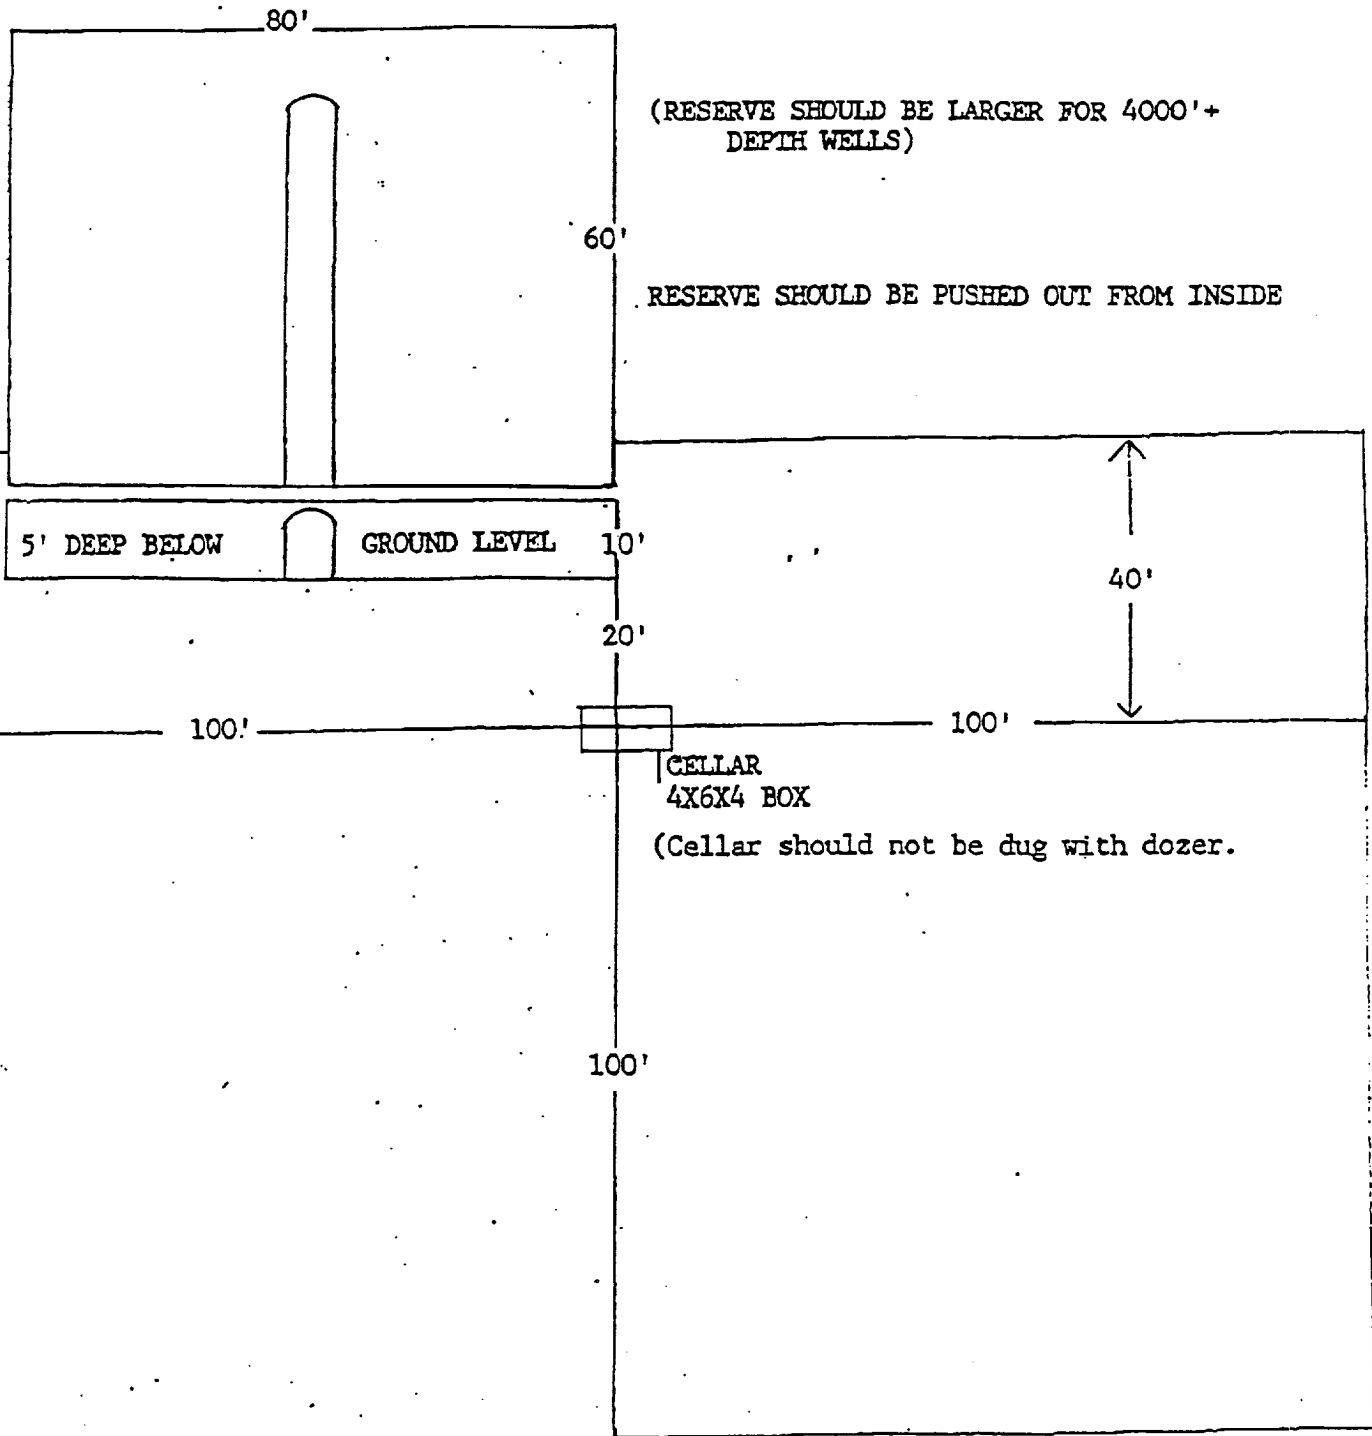 80'
(RESERVE SHOULD BE LARGER FOR 4000'+
DEPTH WELLS)
60'
RESERVE SHOULD BE PUSHED OUT FROM INSIDE
5' DEEP BELOW GROUND LEVEL 10'
40'
20'
100'
100'
CELLAR
4X6X4 BOX
(Cellar should not be dug with dozer.
100'